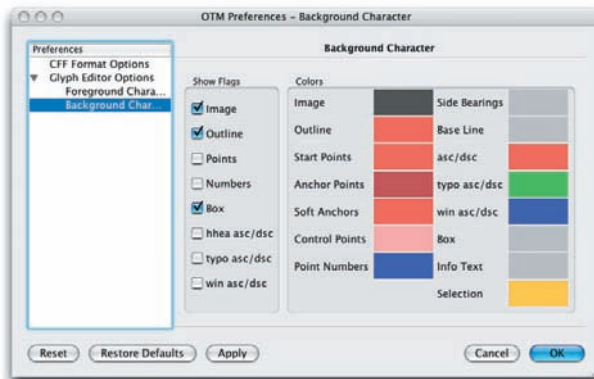 OTM Preferences – Background Character
Preferences
CFF Format Options
Glyph Editor Options
Foreground Chara...
Background Char...
Background Character
Show Flags
Image
Outline
Points
Numbers
Box
hhea asc/dsc
typo asc/dsc
win asc/dsc
Colors
Image
Outline
Start Points
Anchor Points
Soft Anchors
Control Points
Point Numbers
Side Bearings
Base Line
asc/dsc
typo asc/dsc
win asc/dsc
Box
Info Text
Selection
Reset Restore Defaults Apply Cancel OK